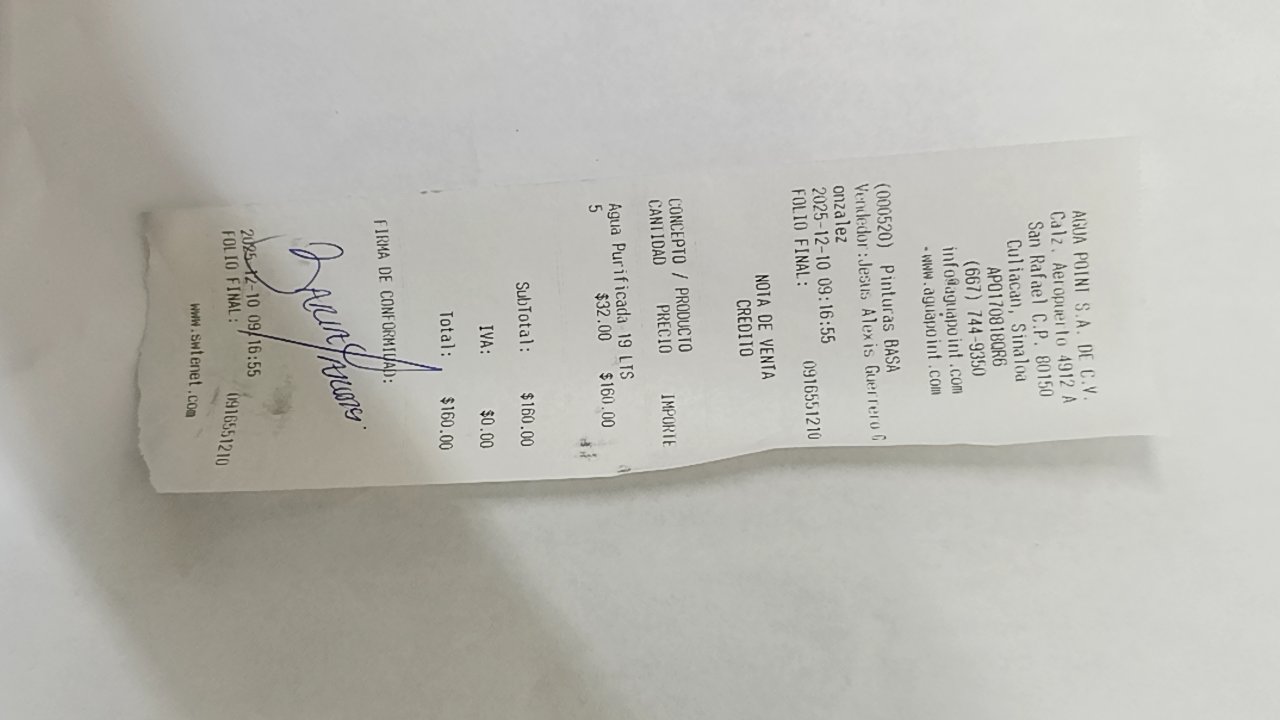 AGUA POINT S.A. DE C.V.
Calz. Aeropuerto 4912 A
San Rafael C.P. 80150
Culiacan, Sinaloa
APO170818QR6
(667) 744-9350
info@aguapoint.com
www.aguapoint.com
(000520) Pinturas BASA
Vendedor:Jesus Alexis Guerrero G
onzalez
2025-12-10 09:16:55
FOLIO FINAL: 0916551210
NOTA DE VENTA
CREDITO
CONCEPTO / PRODUCTO
CANTIDAD PRECIO IMPORTE
Agua Purificada 19 LTS
5 $32.00 $160.00
SubTotal: $160.00
IVA: $0.00
Total: $160.00
FIRMA DE CONFORMIDAD:
2025-12-10 09:16:55
FOLIO FINAL: 0916551210
www.smtenet.com